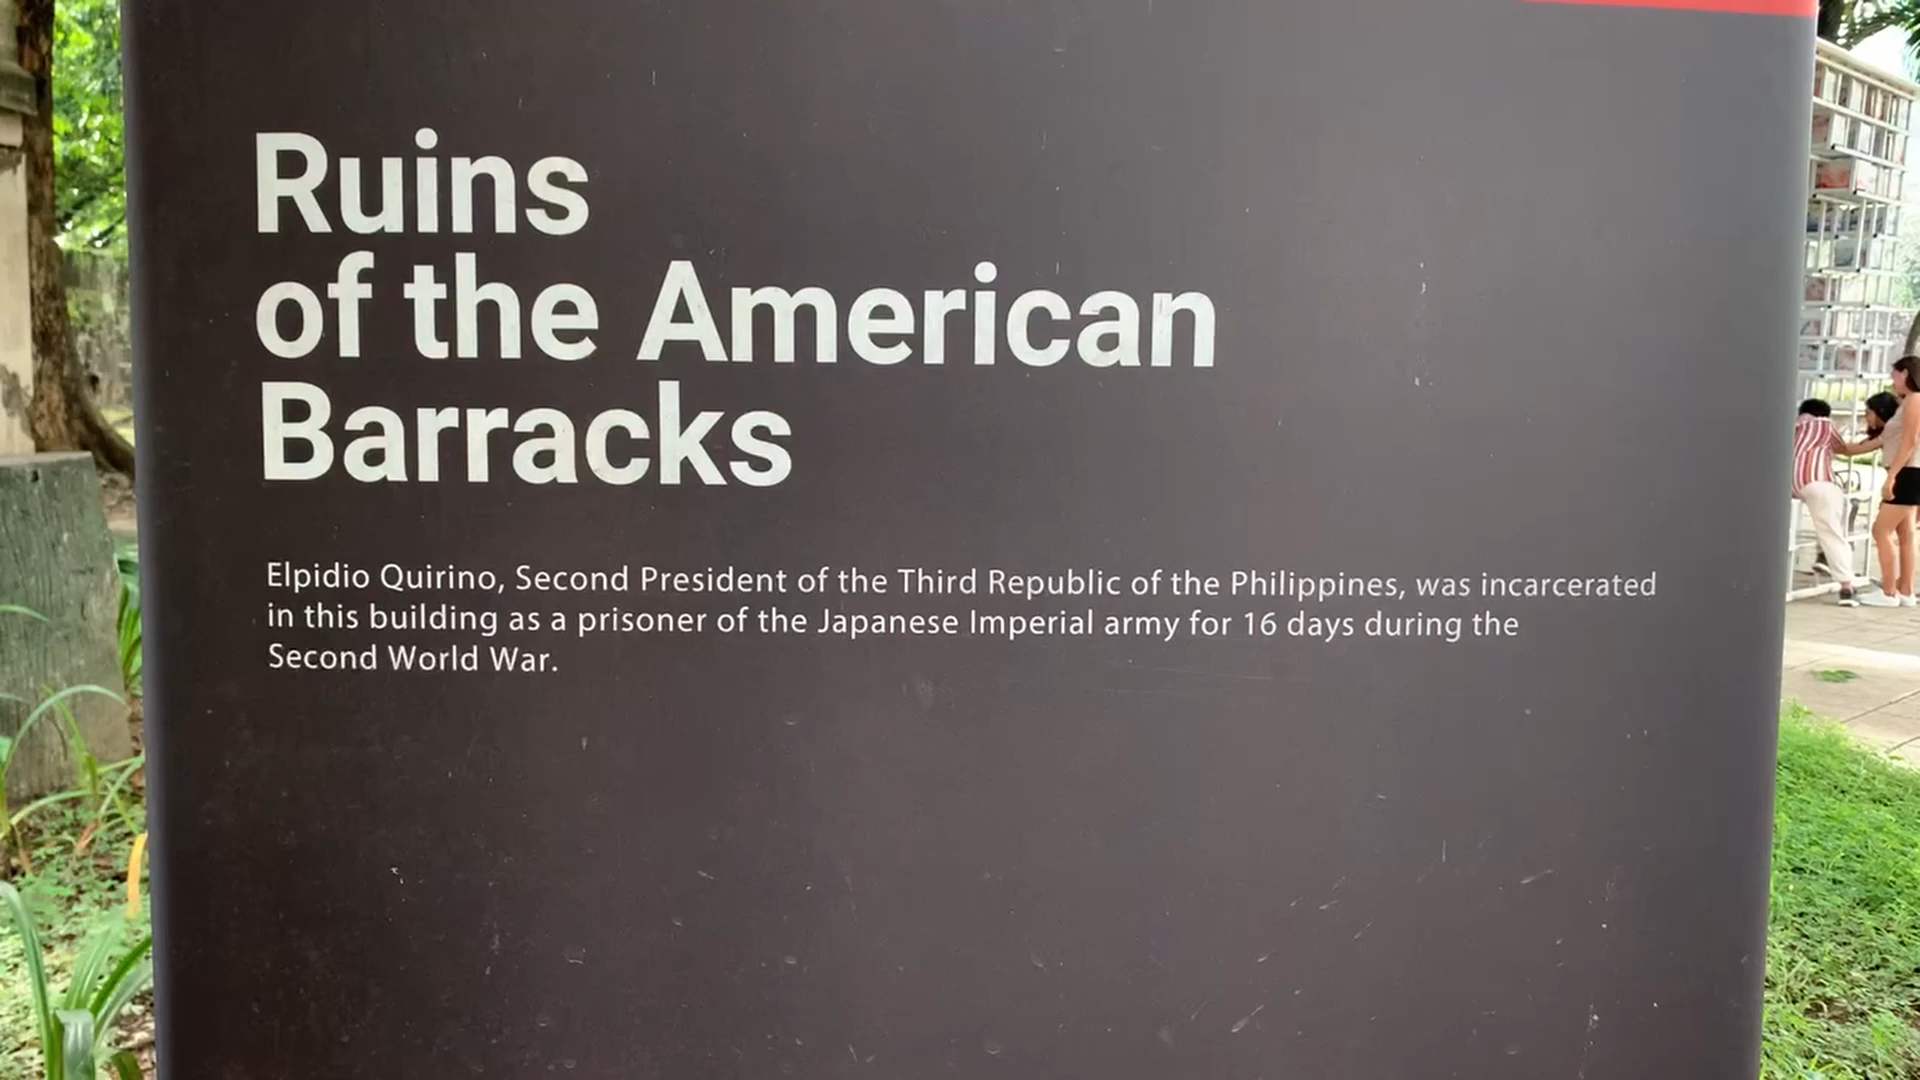 Ruins
of the American
Barracks
Elpidio Quirino, Second President of the Third Republic of the Philippines, was incarcerated
in this building as a prisoner of the Japanese Imperial army for 16 days during the
Second World War.